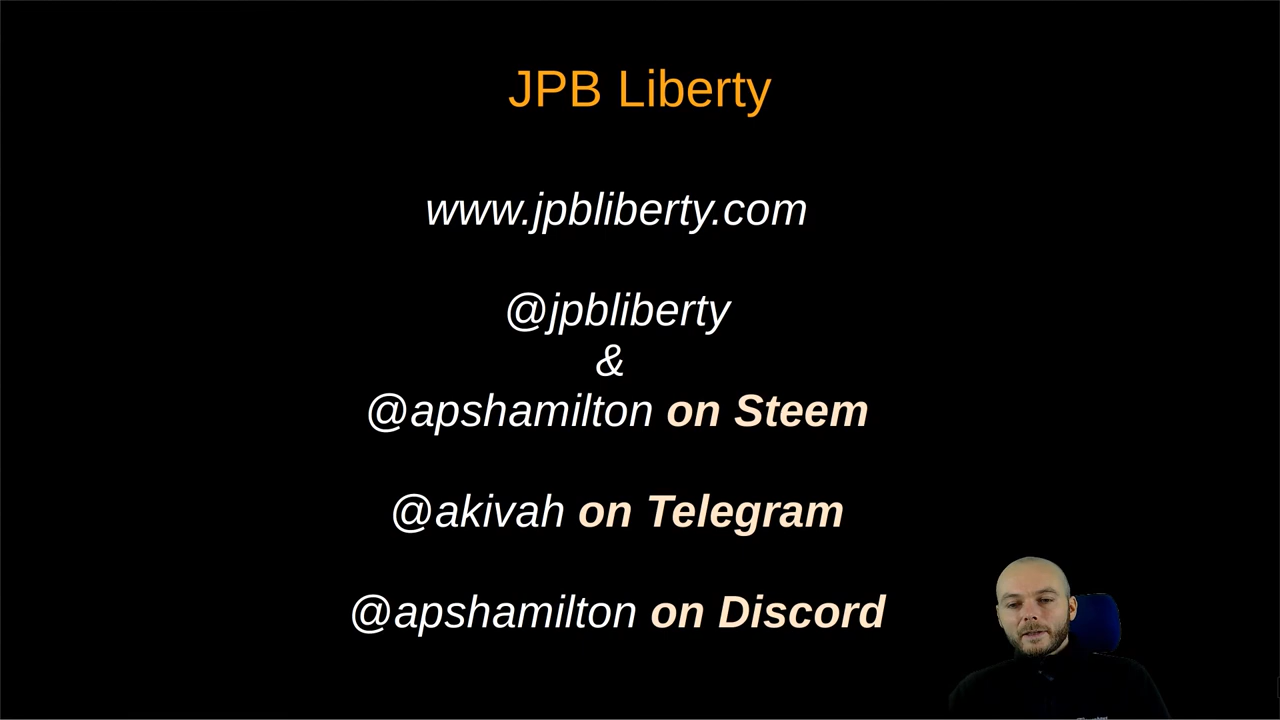 JPB Liberty
www.jpbliberty.com
@jpbliberty
&
@apshamilton on Steem
@akivah on Telegram
@apshamilton on Discord